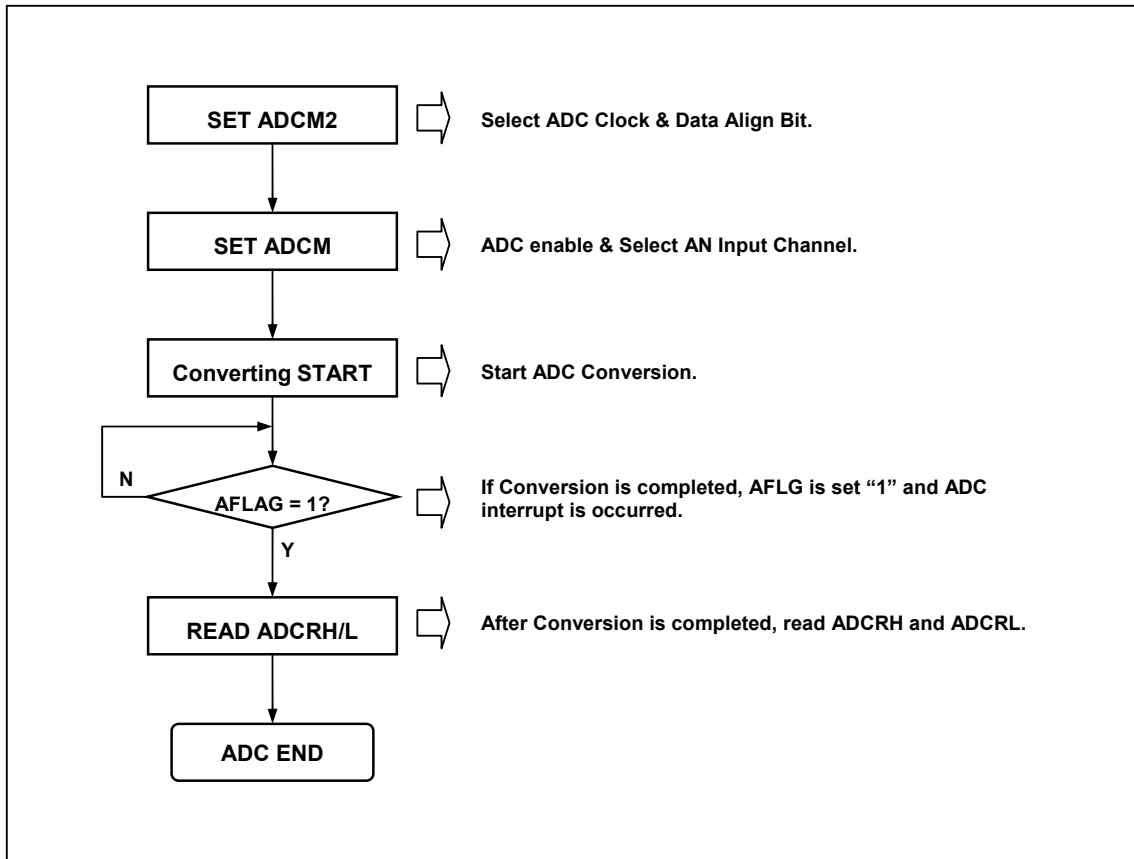 SET ADCM2
Select ADC Clock & Data Align Bit.
SET ADCM
ADC enable & Select AN Input Channel.
Converting START
Start ADC Conversion.
N
AFLAG = 1?
If Conversion is completed, AFLG is set “1” and ADC
interrupt is occurred.
Y
READ ADCRH/L
After Conversion is completed, read ADCRH and ADCRL.
ADC END